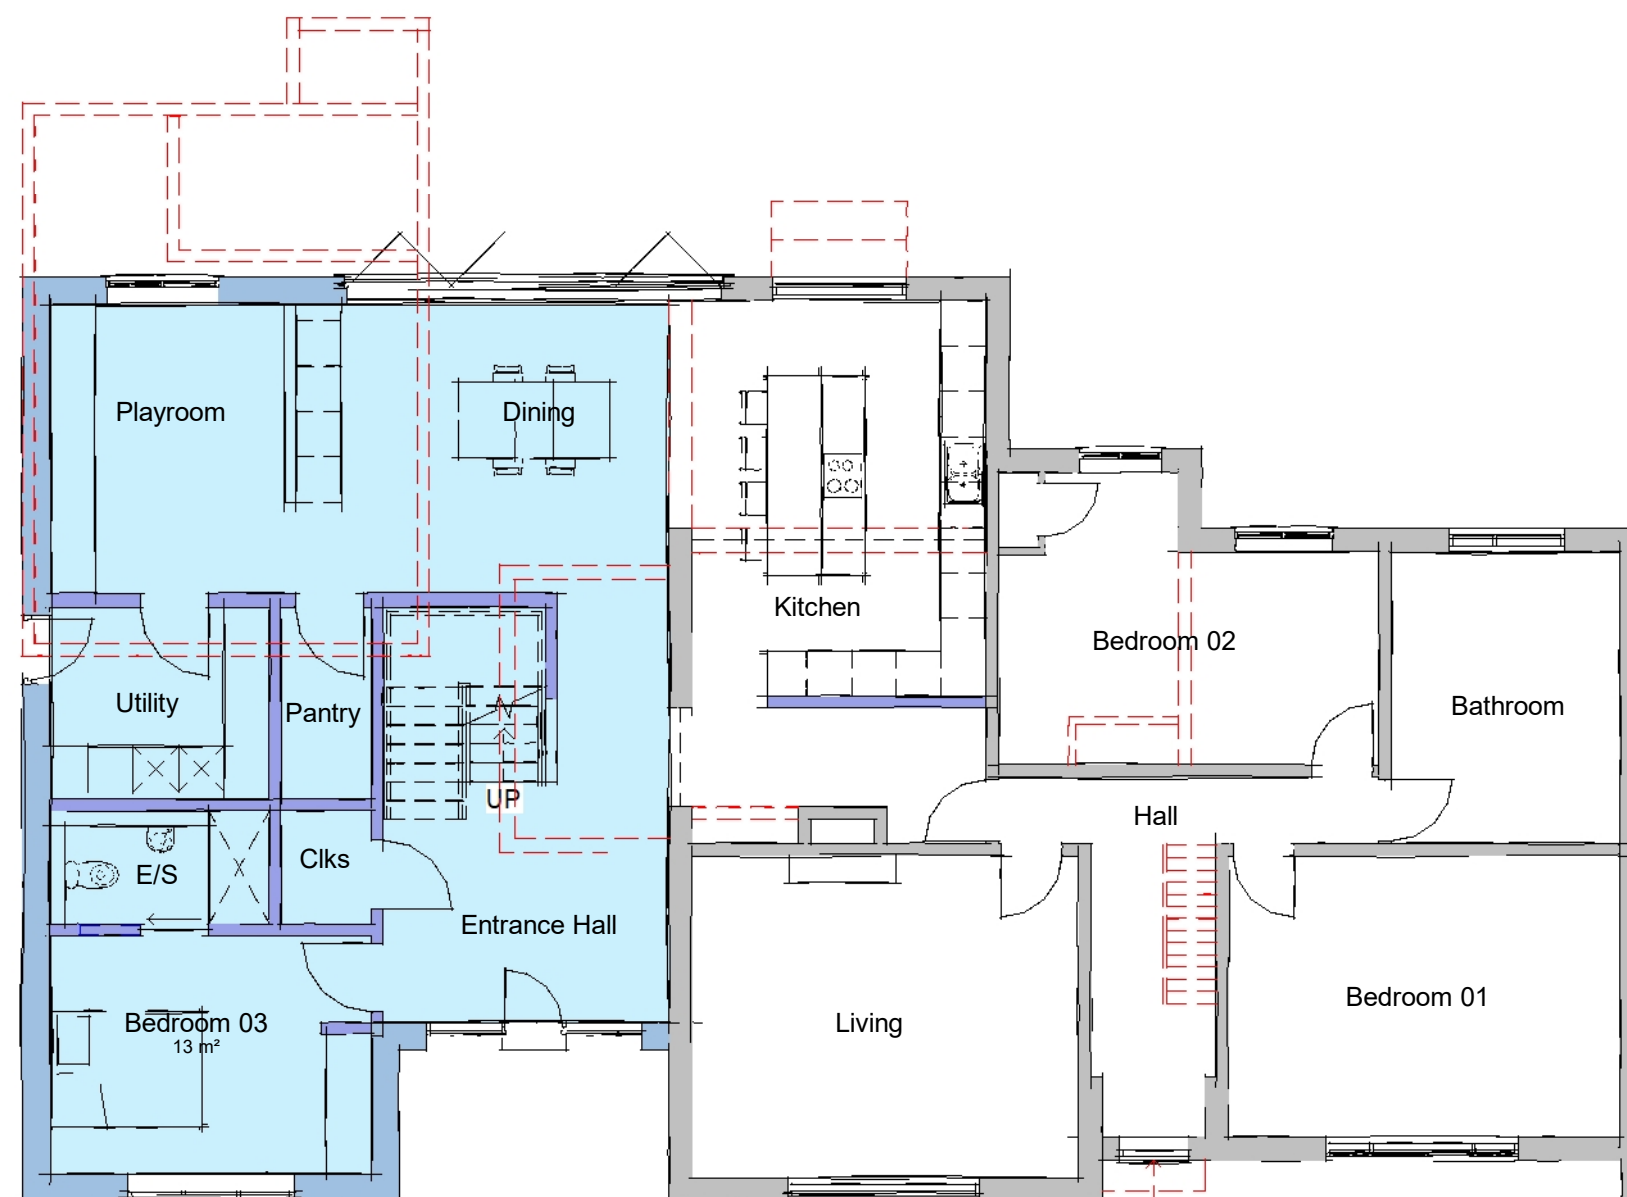 Playroom
Dining
Kitchen
Bedroom 02
Utility
Pantry
Bathroom
UP
Hall
Clks
E/S
Entrance Hall
Bedroom 03
13 m²
Living
Bedroom 01